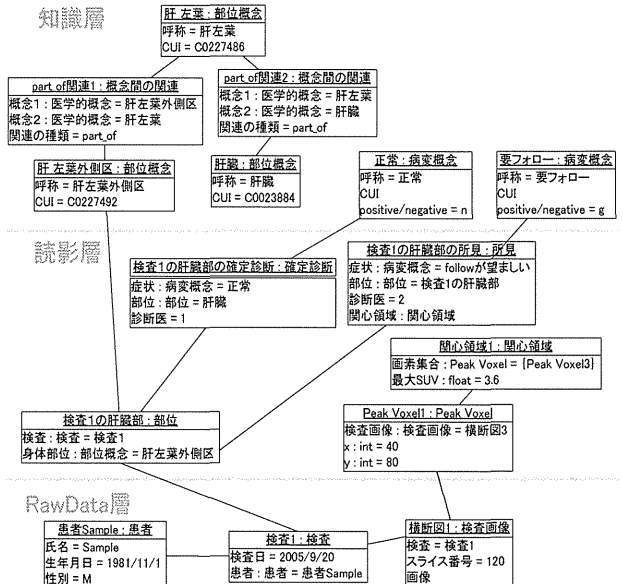 知識層
肝 左葉 : 部位概念
呼称 = 肝左葉
CUI = C0227486
part_of関連1 : 概念間の関連
概念1 : 医学的概念 = 肝左葉外側区
概念2 : 医学的概念 = 肝左葉
関連の種類 = part_of
part_of関連2 : 概念間の関連
概念1 : 医学的概念 = 肝左葉
概念2 : 医学的概念 = 肝臓
関連の種類 = part_of
肝 左葉外側区 : 部位概念
呼称 = 肝左葉外側区
CUI = C0227492
肝臓 : 部位概念
呼称 = 肝臓
CUI = C0023884
正常 : 病変概念
呼称 = 正常
CUI
positive/negative = n
要フォロー : 病変概念
呼称 = 要フォロー
CUI
positive/negative = g
読影層
検査1の肝臓部の確定診断 : 確定診断
症状 : 病変概念 = 正常
部位 : 部位 = 肝臓
診断医 = 1
検査1の肝臓部の所見 : 所見
症状 : 病変概念 = followが望ましい
部位 : 部位 = 検査1の肝臓部
診断医 = 2
関心領域 : 関心領域
関心領域1 : 関心領域
画素集合 : Peak Voxel = {Peak Voxel3}
最大SUV : float = 3.6
検査1の肝臓部 : 部位
検査 : 検査 = 検査1
身体部位 : 部位概念 = 肝左葉外側区
Peak Voxel1 : Peak Voxel
検査画像 : 検査画像 = 横断図3
x : int = 40
y : int = 80
RawData層
患者Sample : 患者
氏名 = Sample
生年月日 = 1981/11/1
性別 = M
検査1 : 検査
検査日 = 2005/9/20
患者 : 患者 = 患者Sample
横断図1 : 検査画像
検査 = 検査1
スライス番号 = 120
画像